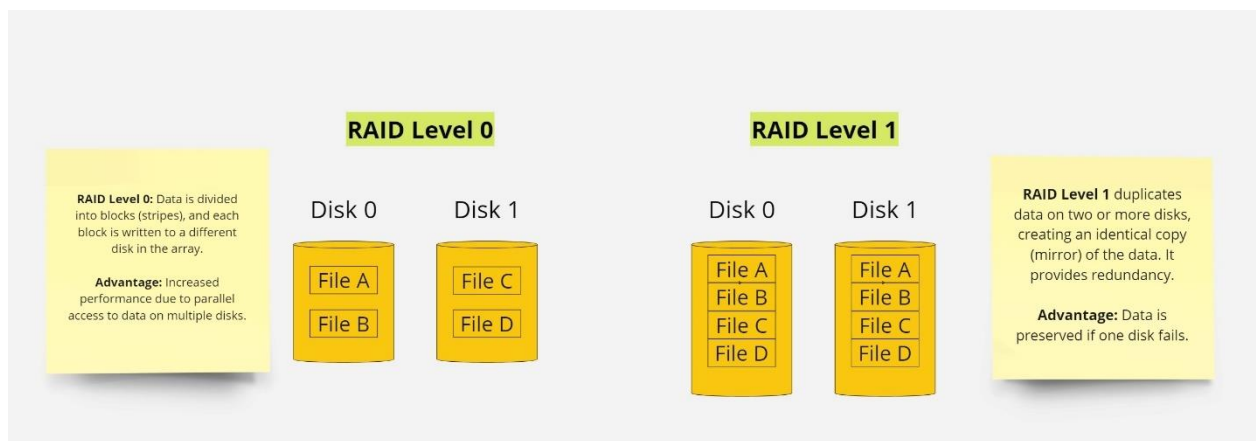 RAID Level 0
RAID Level 0: Data is divided
into blocks (stripes), and each
block is written to a different
disk in the array.
Advantage: Increased
performance due to parallel
access to data on multiple disks.
Disk 0
Disk 1
File A
File B
File C
File D
RAID Level 1
Disk 0
Disk 1
File A
File B
File C
File D
File A
File B
File C
File D
RAID Level 1 duplicates
data on two or more disks,
creating an identical copy
(mirror) of the data. It
provides redundancy.
Advantage: Data is
preserved if one disk fails.